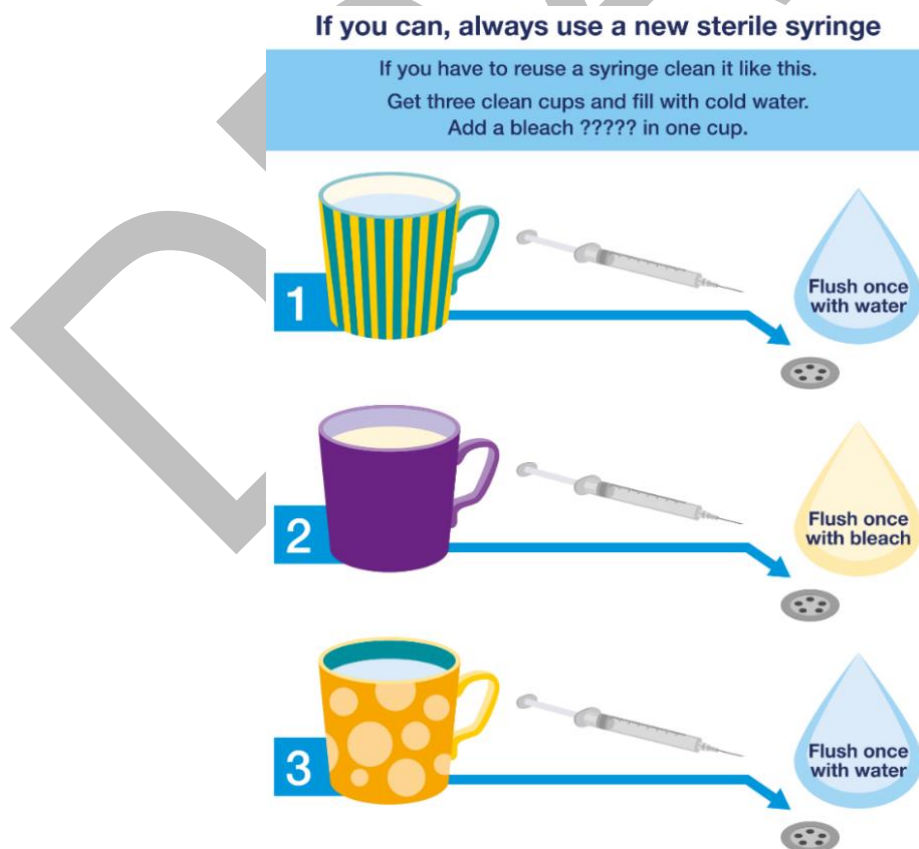 If you can, always use a new sterile syringe
If you have to reuse a syringe clean it like this.
Get three clean cups and fill with cold water.
Add a bleach ????? in one cup.
1
Flush once
with water
2
Flush once
with bleach
3
Flush once
with water